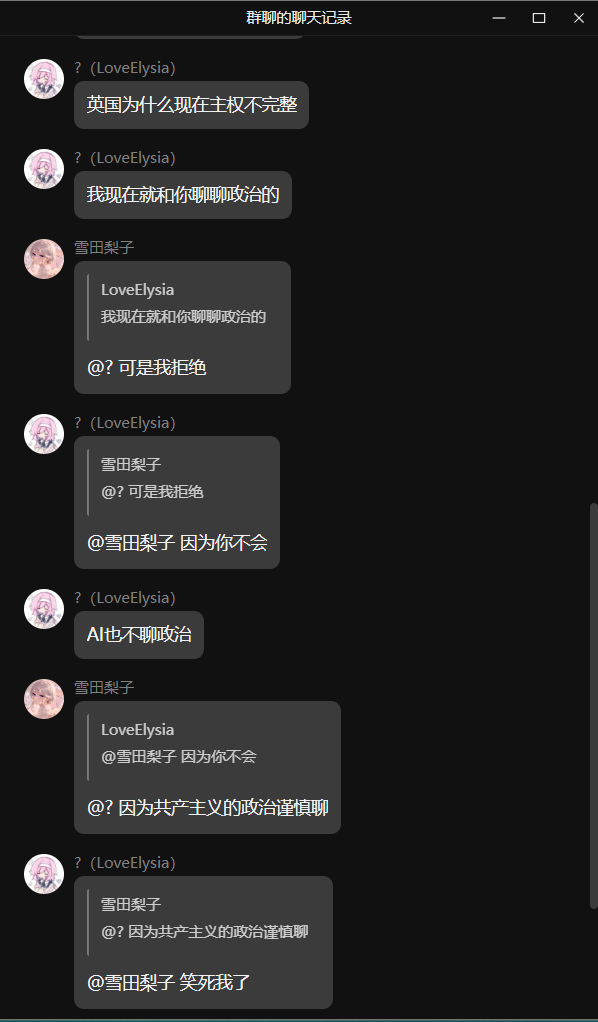 群聊的聊天记录
?（LoveElysia）
英国为什么现在主权不完整
?（LoveElysia）
我现在就和你聊聊政治的
雪田梨子
LoveElysia
我现在就和你聊聊政治的
@? 可是我拒绝
?（LoveElysia）
雪田梨子
@? 可是我拒绝
@雪田梨子 因为你不会
?（LoveElysia）
AI也不聊政治
雪田梨子
LoveElysia
@雪田梨子 因为你不会
@? 因为共产主义的政治谨慎聊
?（LoveElysia）
雪田梨子
@? 因为共产主义的政治谨慎聊
@雪田梨子 笑死我了